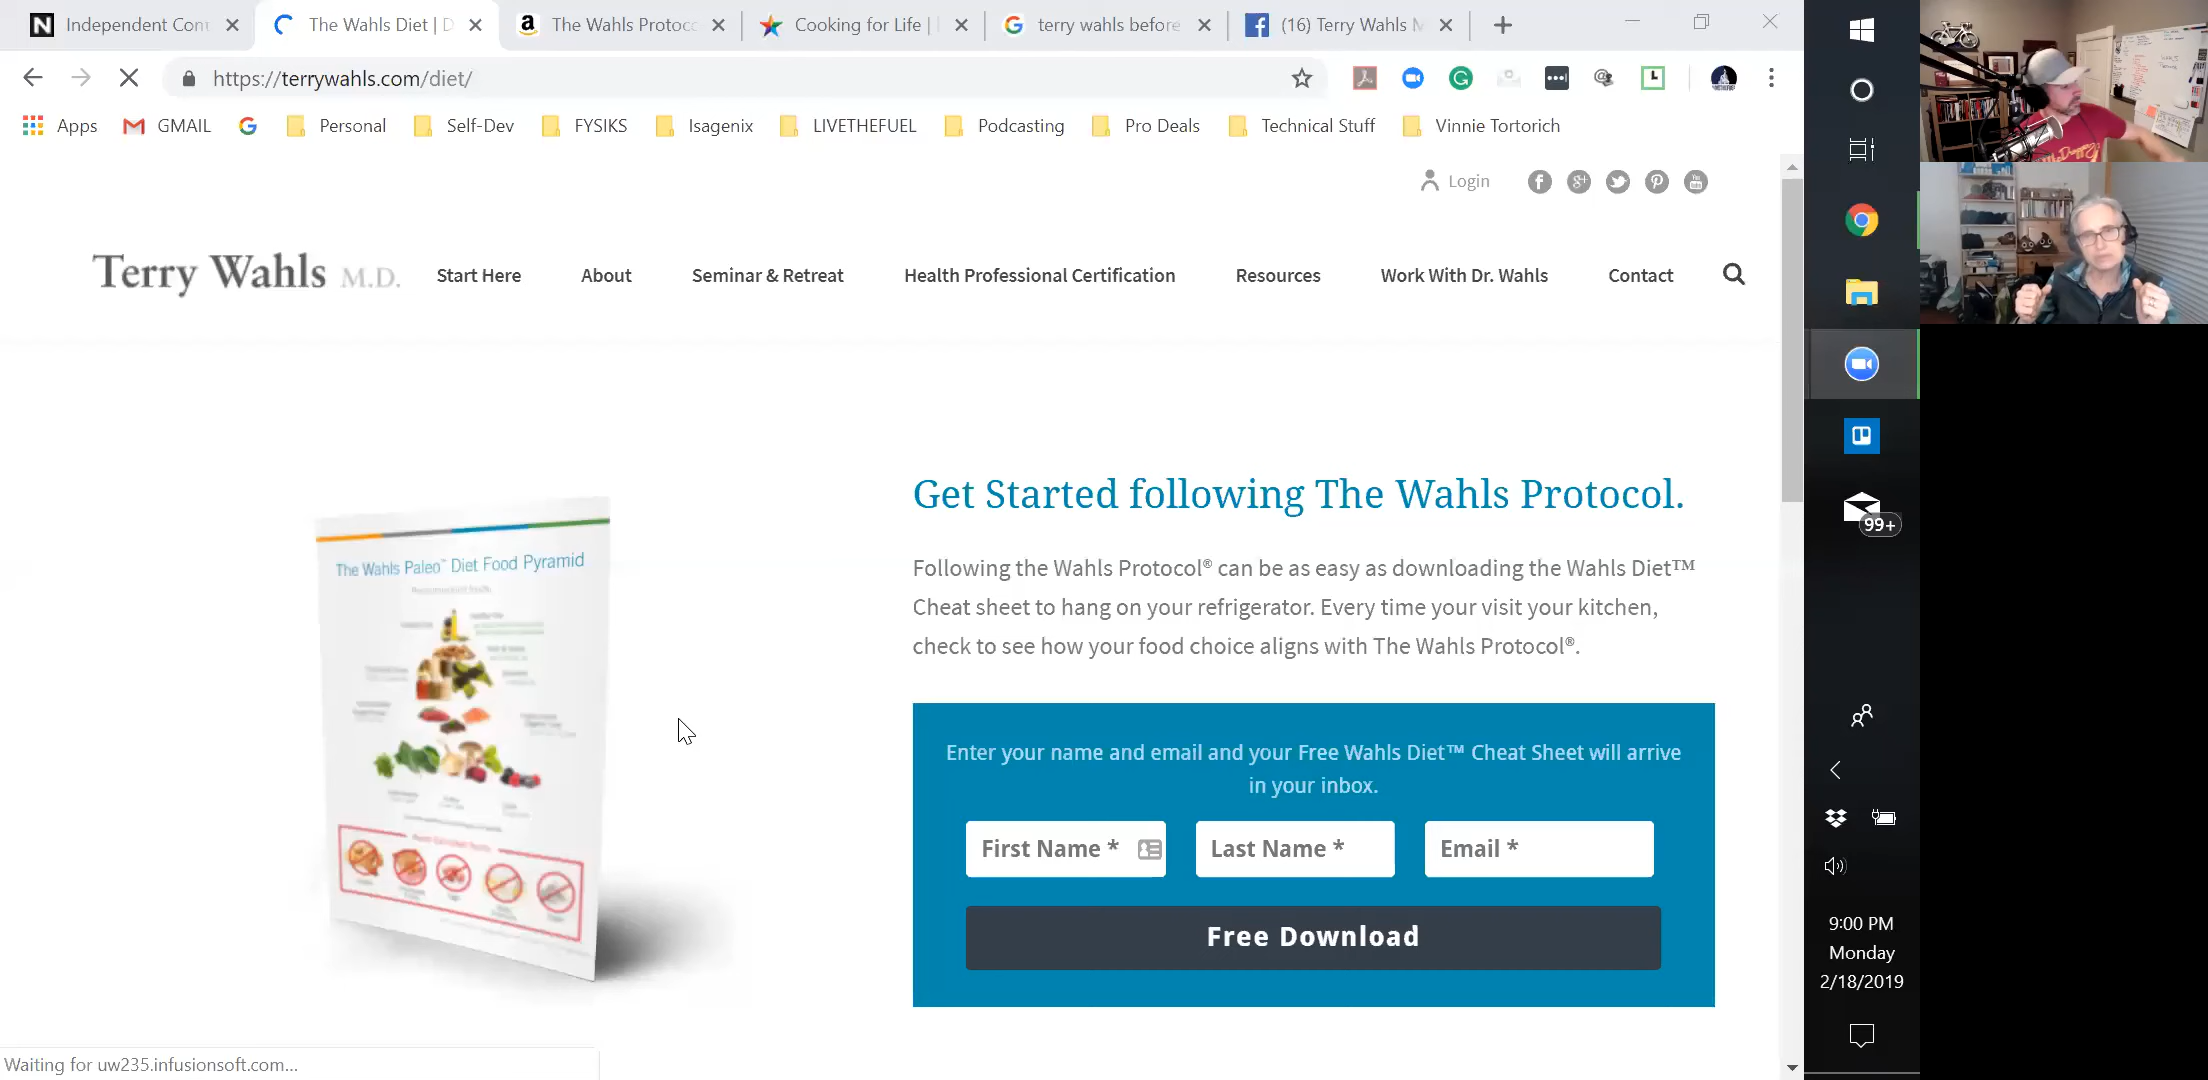 Independent Con
The Wahls Diet | D
The Wahls Protoco
Cooking for Life |
terry wahls before
(16) Terry Wahls M
https://terrywahls.com/diet/
Apps
GMAIL
Personal
Self-Dev
FYSIKS
Isagenix
LIVETHEFUEL
Podcasting
Pro Deals
Technical Stuff
Vinnie Tortorich
Login
Terry Wahls M.D.
Start Here
About
Seminar & Retreat
Health Professional Certification
Resources
Work With Dr. Wahls
Contact
The Wahls Paleo™ Diet Food Pyramid
Get Started following The Wahls Protocol.
Following the Wahls Protocol® can be as easy as downloading the Wahls Diet™
Cheat sheet to hang on your refrigerator. Every time your visit your kitchen,
check to see how your food choice aligns with The Wahls Protocol®.
Enter your name and email and your Free Wahls Diet™ Cheat Sheet will arrive
in your inbox.
First Name *
Last Name *
Email *
Free Download
Waiting for uw235.infusionsoft.com...
99+
9:00 PM
Monday
2/18/2019